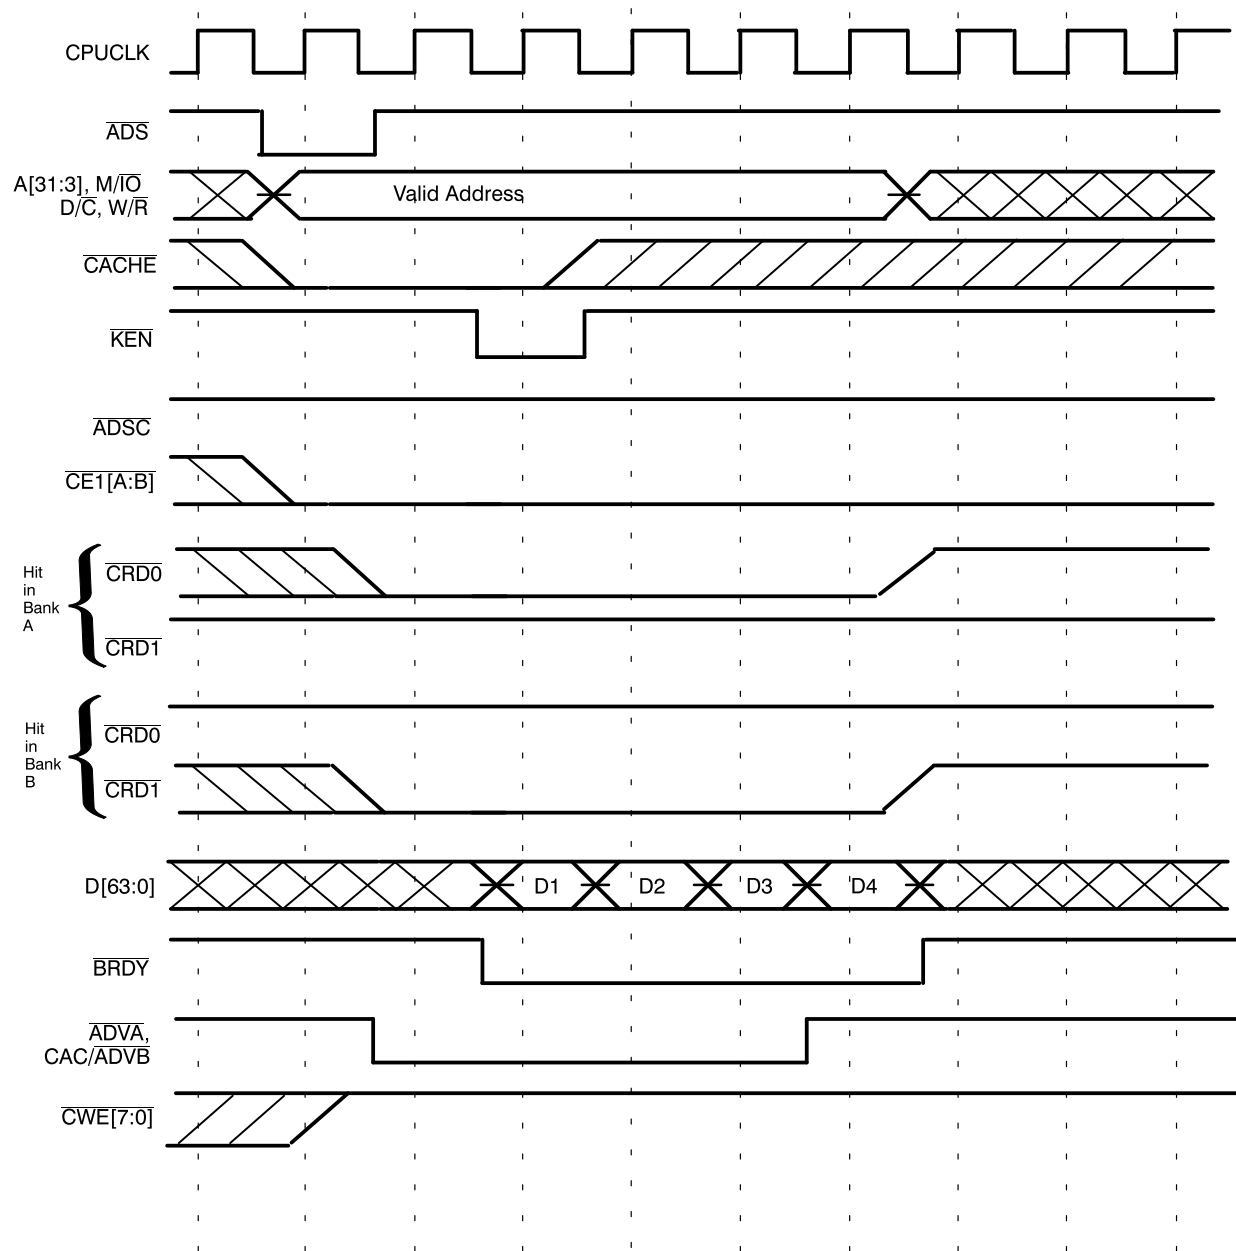 CPUCLK
ADS
A[31:3], M/IO
D/C, W/R
Valid Address
CACHE
KEN
ADSC
CE1[A:B]
Hit
in
Bank
A
CRD0
CRD1
Hit
in
Bank
B
CRD0
CRD1
D[63:0]
D1
D2
D3
D4
BRDY
ADVA,
CAC/ADVB
CWE[7:0]